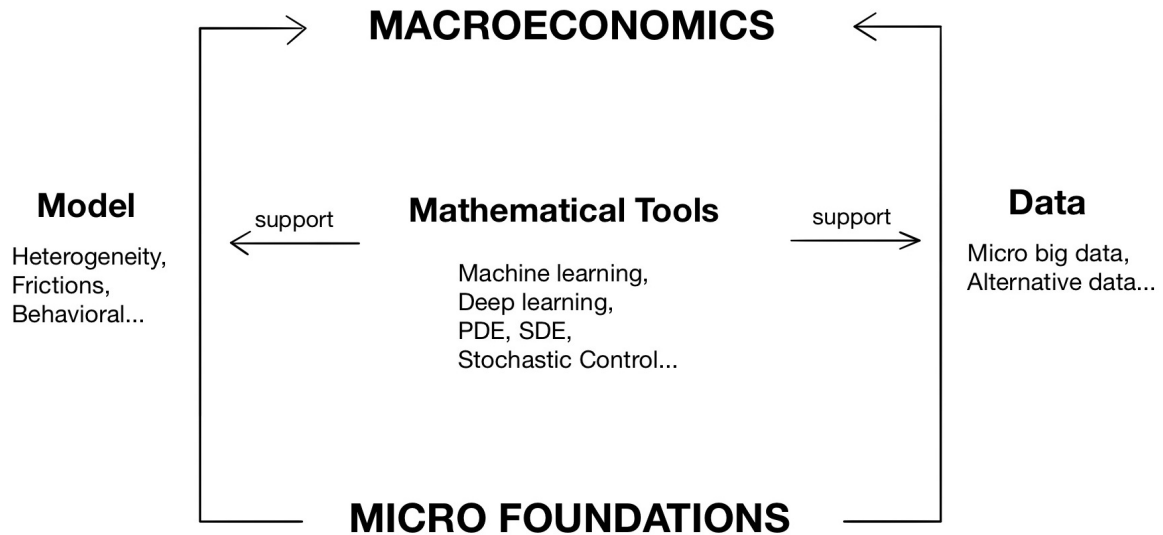 MACROECONOMICS
Model
Heterogeneity,
Frictions,
Behavioral...
support
Mathematical Tools
Machine learning,
Deep learning,
PDE, SDE,
Stochastic Control...
support
Data
Micro big data,
Alternative data...
MICRO FOUNDATIONS